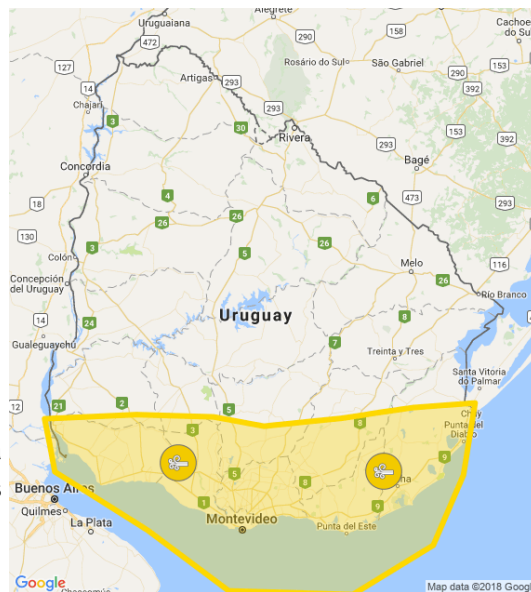 Uruguaiana
Alegrete
Cachoeira
do Sul
472
290
158
290
Rosário do Sul
São Gabriel
127
Artigas
293
153
392
14
Chajarí
3
30
293
Rivera
Concordia
Bagé
153
392
18
4
6
473
293
26
26
130
Colón
3
5
26
Melo
116
Concepción
del Uruguay
26
Río Branco
14
24
Uruguay
8
Gualeguaychú
7
Treinta y Tres
Santa Vitoria
do Palmar
12
21
2
5
Chuy
3
8
Punta del
Diablo
5
8
9
Buenos Aires
1
9
Quilmes
Montevideo
Punta del Este
La Plata
Google
Map data ©2018 Google